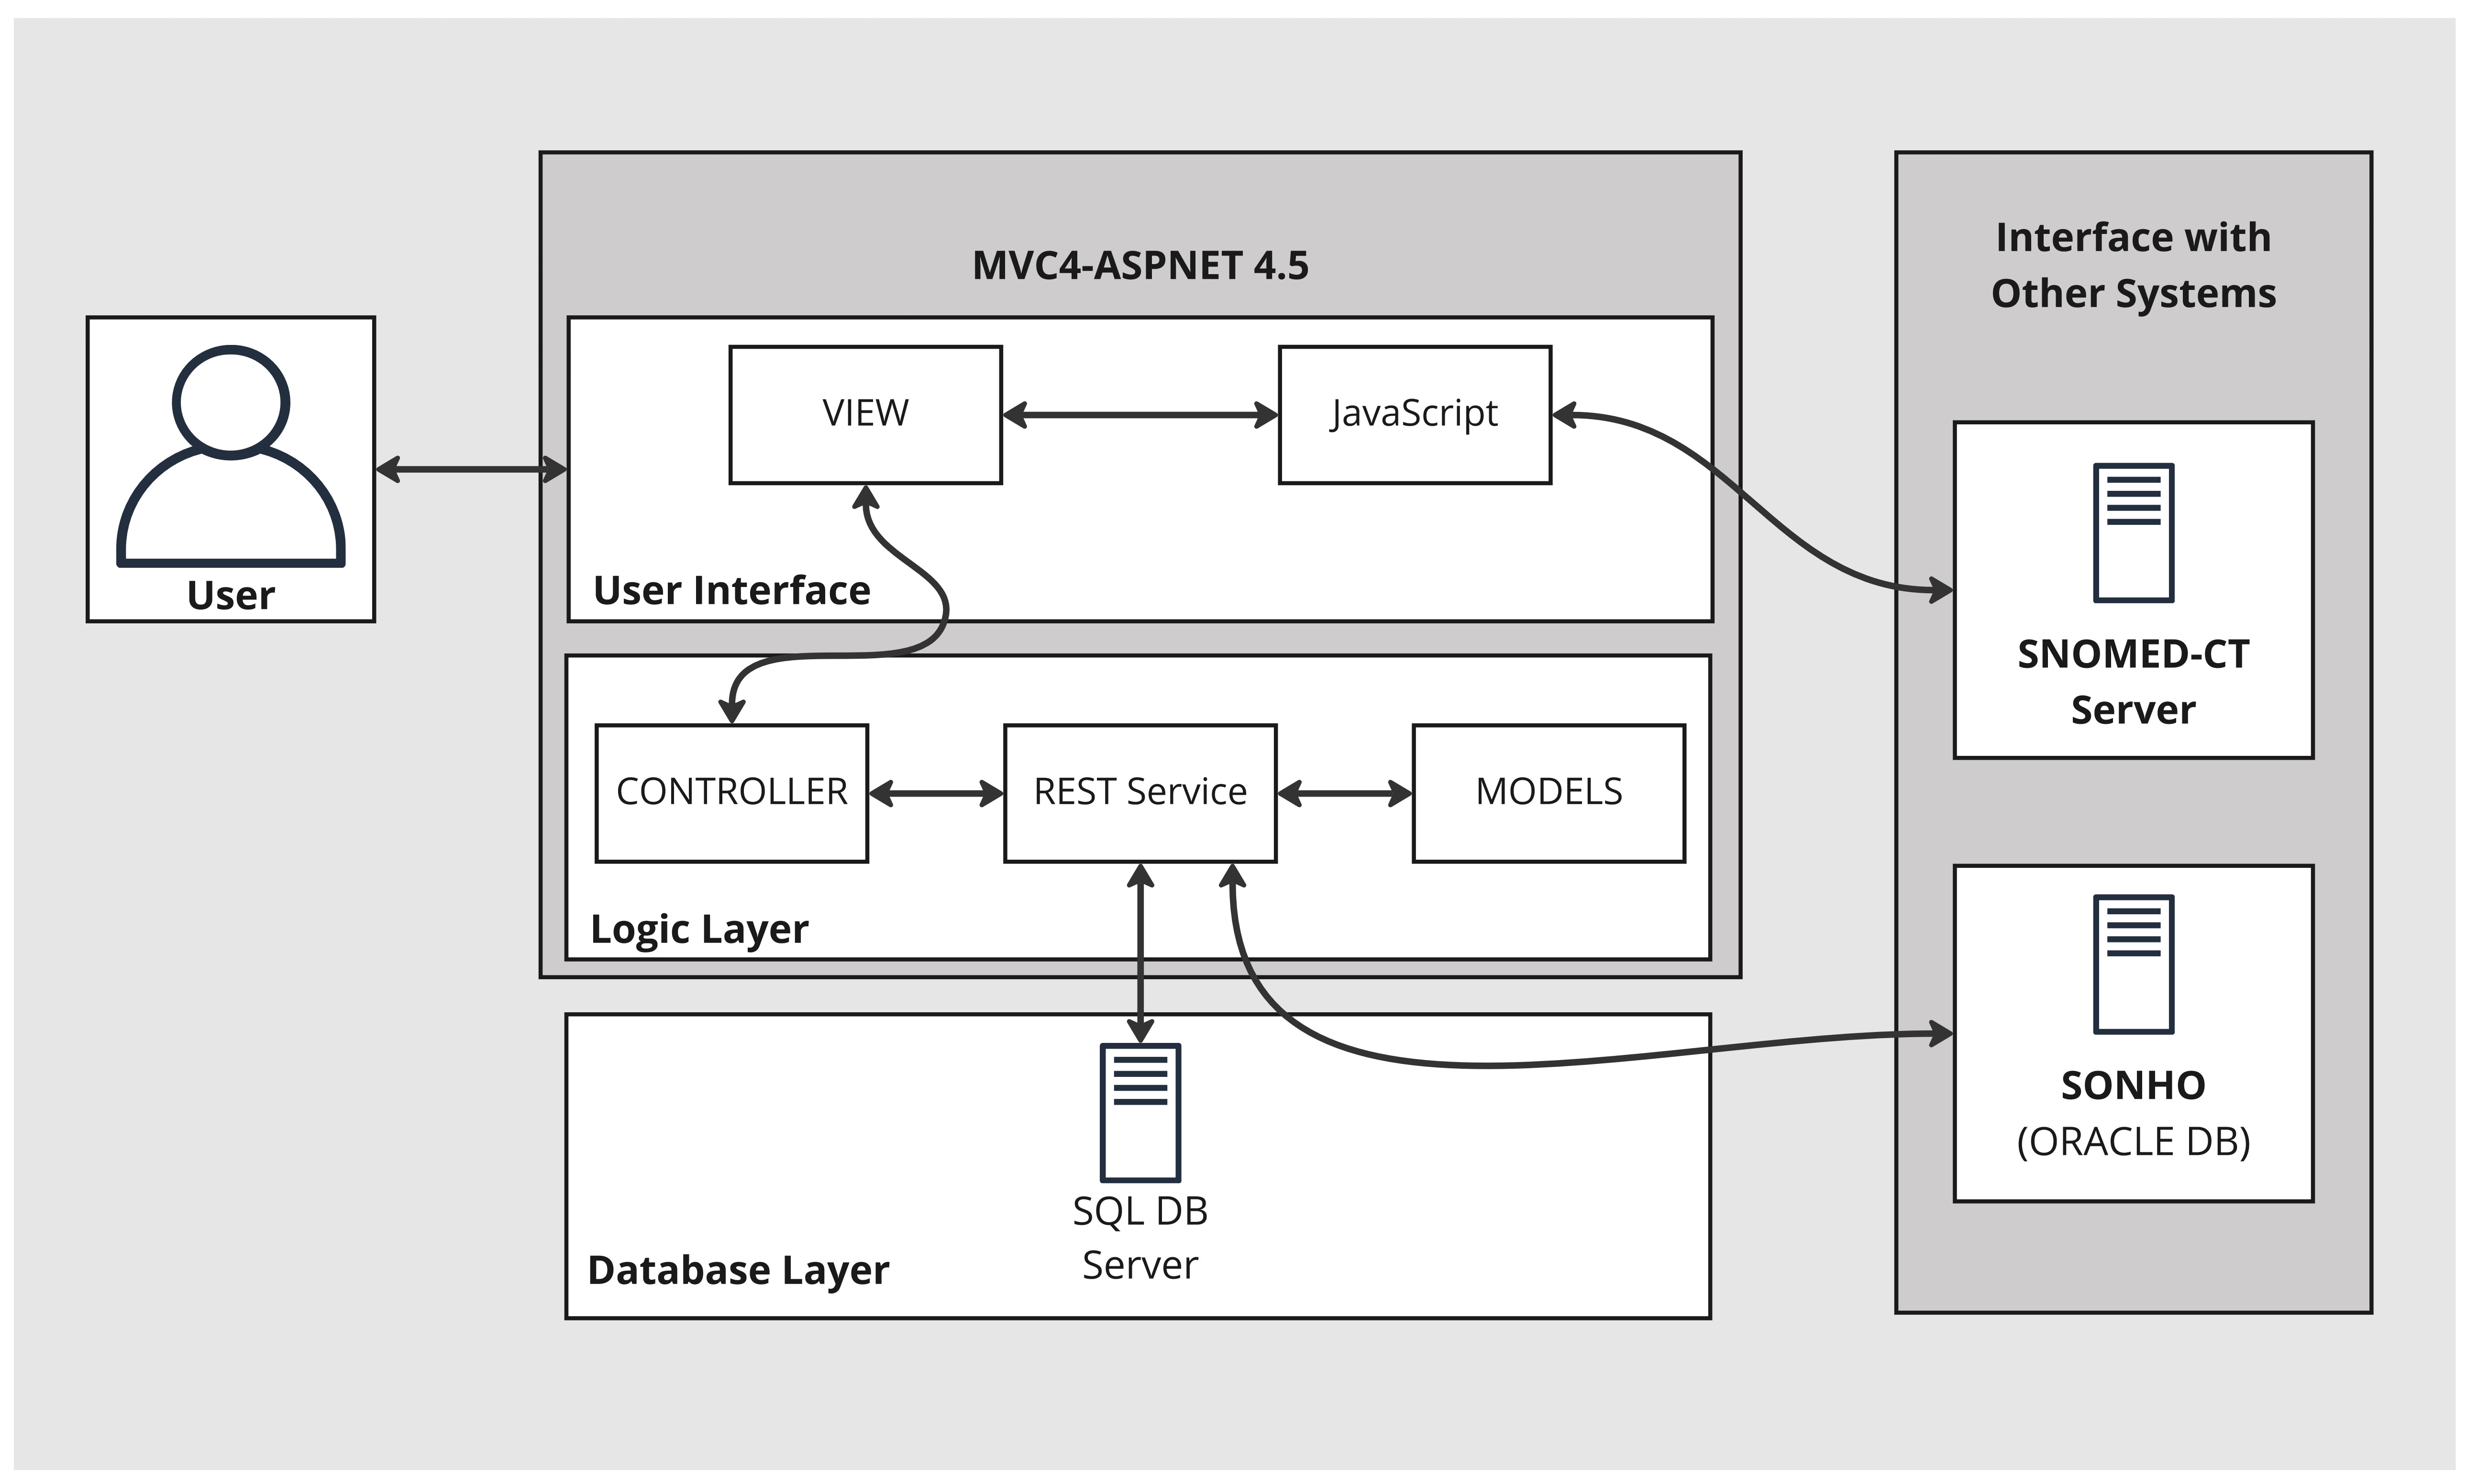 MVC4-ASPNET 4.5
Interface with
Other Systems
User
VIEW
JavaScript
User Interface
SNOMED-CT
Server
CONTROLLER
REST Service
MODELS
Logic Layer
SONHO
(ORACLE DB)
SQL DB
Server
Database Layer